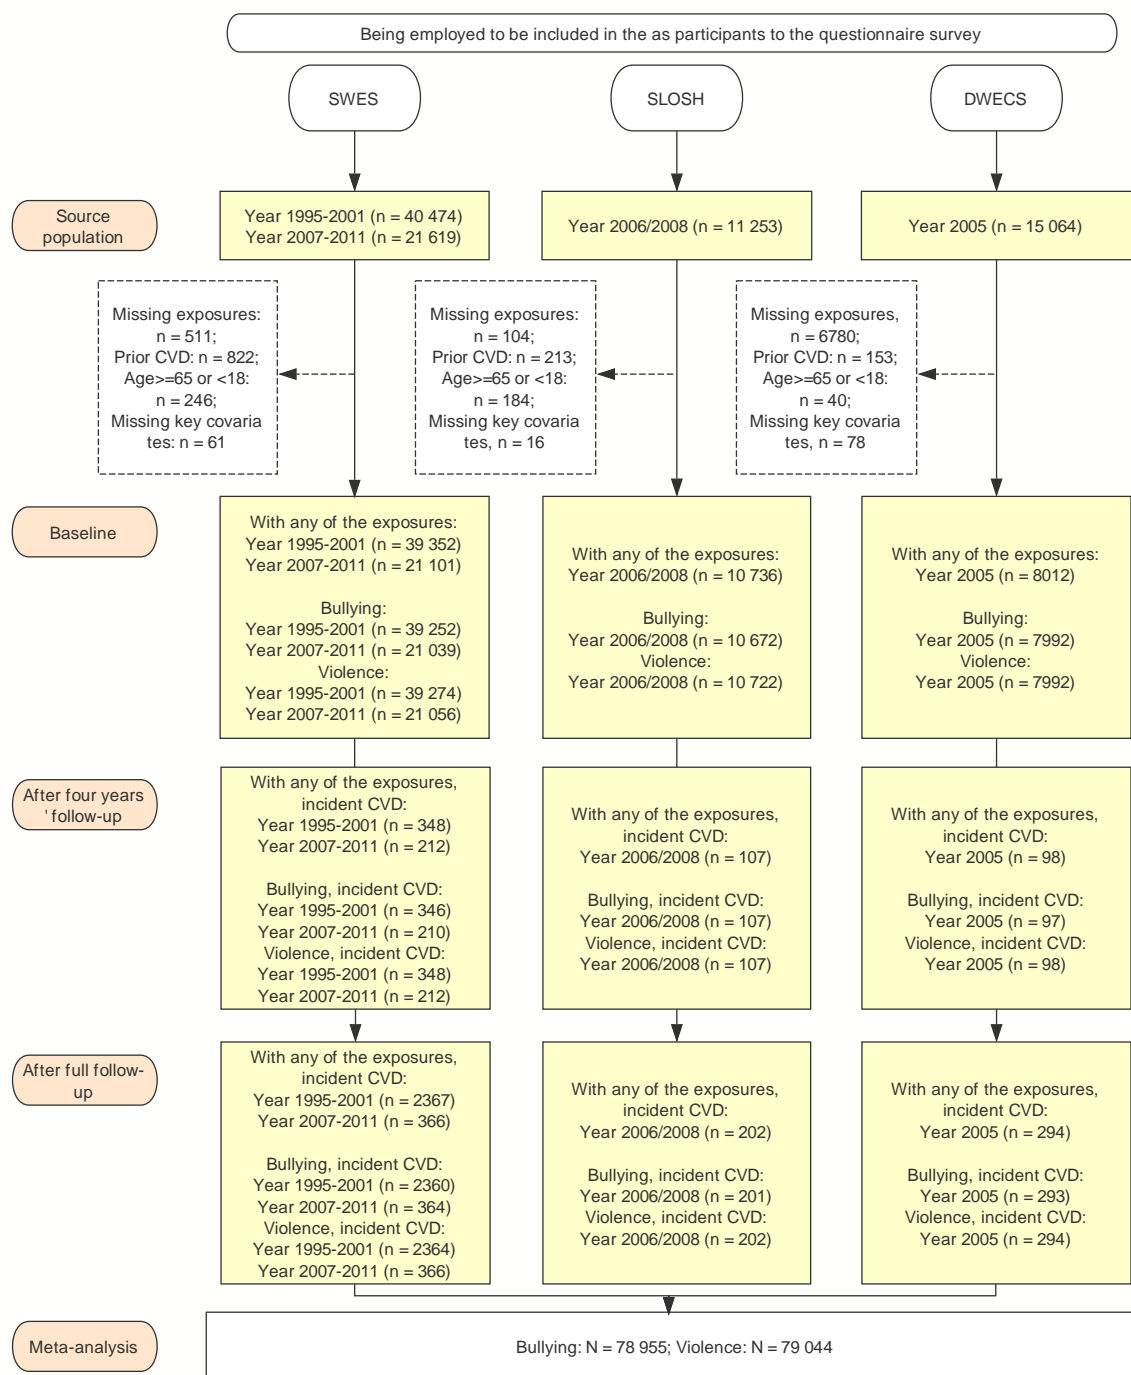 Being employed to be included in the as participants to the questionnaire survey
SWES
SLOSH
DWECS
Source
population
Year 1995-2001 (n = 40 474)
Year 2007-2011 (n = 21 619)
Year 2006/2008 (n = 11 253)
Year 2005 (n = 15 064)
Missing exposures:
n = 511;
Prior CVD: n = 822;
Age>=65 or <18:
n = 246;
Missing key covaria
tes: n = 61
Missing exposures:
n = 104;
Prior CVD: n = 213;
Age>=65 or <18:
n = 184;
Missing key covaria
tes, n = 16
Missing exposures,
n = 6780;
Prior CVD: n = 153;
Age>=65 or <18:
n = 40;
Missing key covaria
tes, n = 78
Baseline
With any of the exposures:
Year 1995-2001 (n = 39 352)
Year 2007-2011 (n = 21 101)
Bullying:
Year 1995-2001 (n = 39 252)
Year 2007-2011 (n = 21 039)
Violence:
Year 1995-2001 (n = 39 274)
Year 2007-2011 (n = 21 056)
With any of the exposures:
Year 2006/2008 (n = 10 736)
Bullying:
Year 2006/2008 (n = 10 672)
Violence:
Year 2006/2008 (n = 10 722)
With any of the exposures:
Year 2005 (n = 8012)
Bullying:
Year 2005 (n = 7992)
Violence:
Year 2005 (n = 7992)
After four years
' follow-up
With any of the exposures,
incident CVD:
Year 1995-2001 (n = 348)
Year 2007-2011 (n = 212)
Bullying, incident CVD:
Year 1995-2001 (n = 346)
Year 2007-2011 (n = 210)
Violence, incident CVD:
Year 1995-2001 (n = 348)
Year 2007-2011 (n = 212)
With any of the exposures,
incident CVD:
Year 2006/2008 (n = 107)
Bullying, incident CVD:
Year 2006/2008 (n = 107)
Violence, incident CVD:
Year 2006/2008 (n = 107)
With any of the exposures,
incident CVD:
Year 2005 (n = 98)
Bullying, incident CVD:
Year 2005 (n = 97)
Violence, incident CVD:
Year 2005 (n = 98)
After full follow-
up
With any of the exposures,
incident CVD:
Year 1995-2001 (n = 2367)
Year 2007-2011 (n = 366)
Bullying, incident CVD:
Year 1995-2001 (n = 2360)
Year 2007-2011 (n = 364)
Violence, incident CVD:
Year 1995-2001 (n = 2364)
Year 2007-2011 (n = 366)
With any of the exposures,
incident CVD:
Year 2006/2008 (n = 202)
Bullying, incident CVD:
Year 2006/2008 (n = 201)
Violence, incident CVD:
Year 2006/2008 (n = 202)
With any of the exposures,
incident CVD:
Year 2005 (n = 294)
Bullying, incident CVD:
Year 2005 (n = 293)
Violence, incident CVD:
Year 2005 (n = 294)
Meta-analysis
Bullying: N = 78 955; Violence: N = 79 044